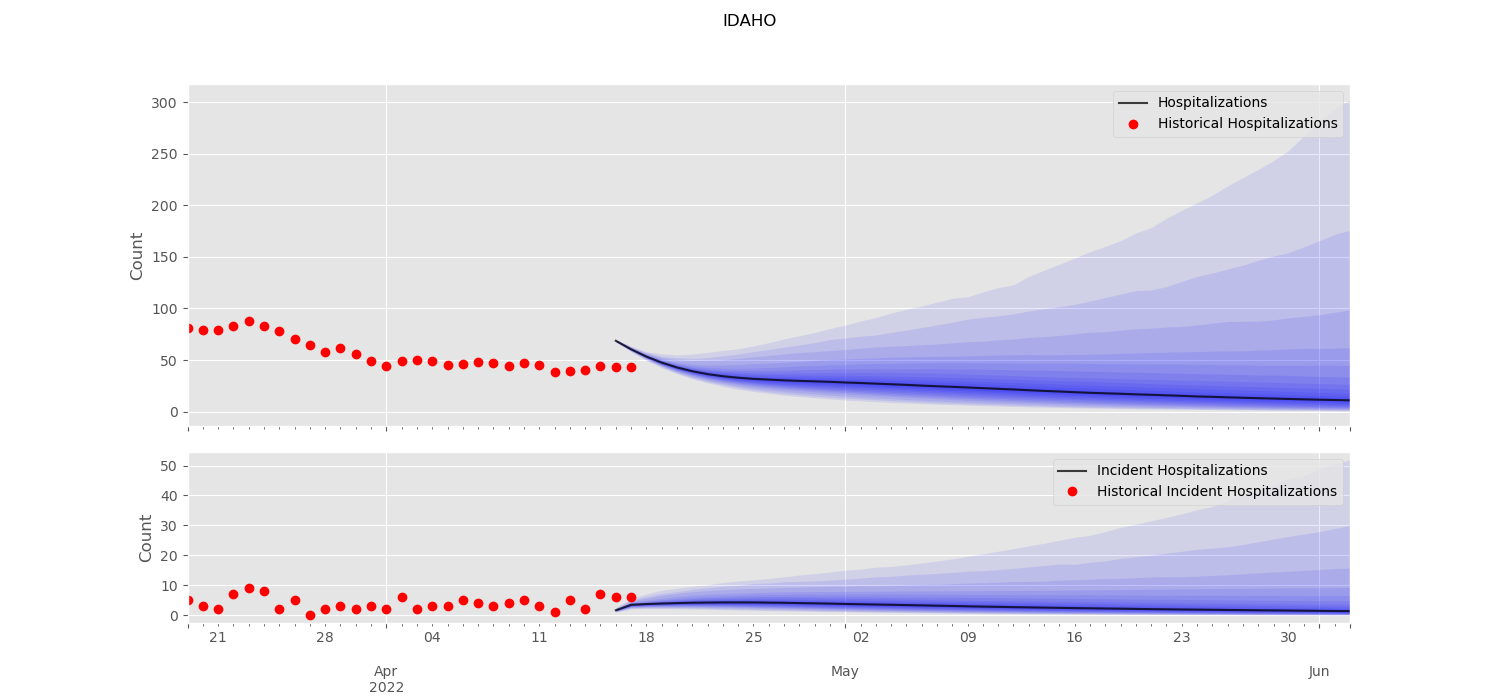 IDAHO
300
250
200
150
100
50
0
Count
Hospitalizations
Historical Hospitalizations
50
40
30
20
10
0
Count
Incident Hospitalizations
Historical Incident Hospitalizations
21 28 04 11 18 25 02 09 16 23 30
Apr May Jun
2022